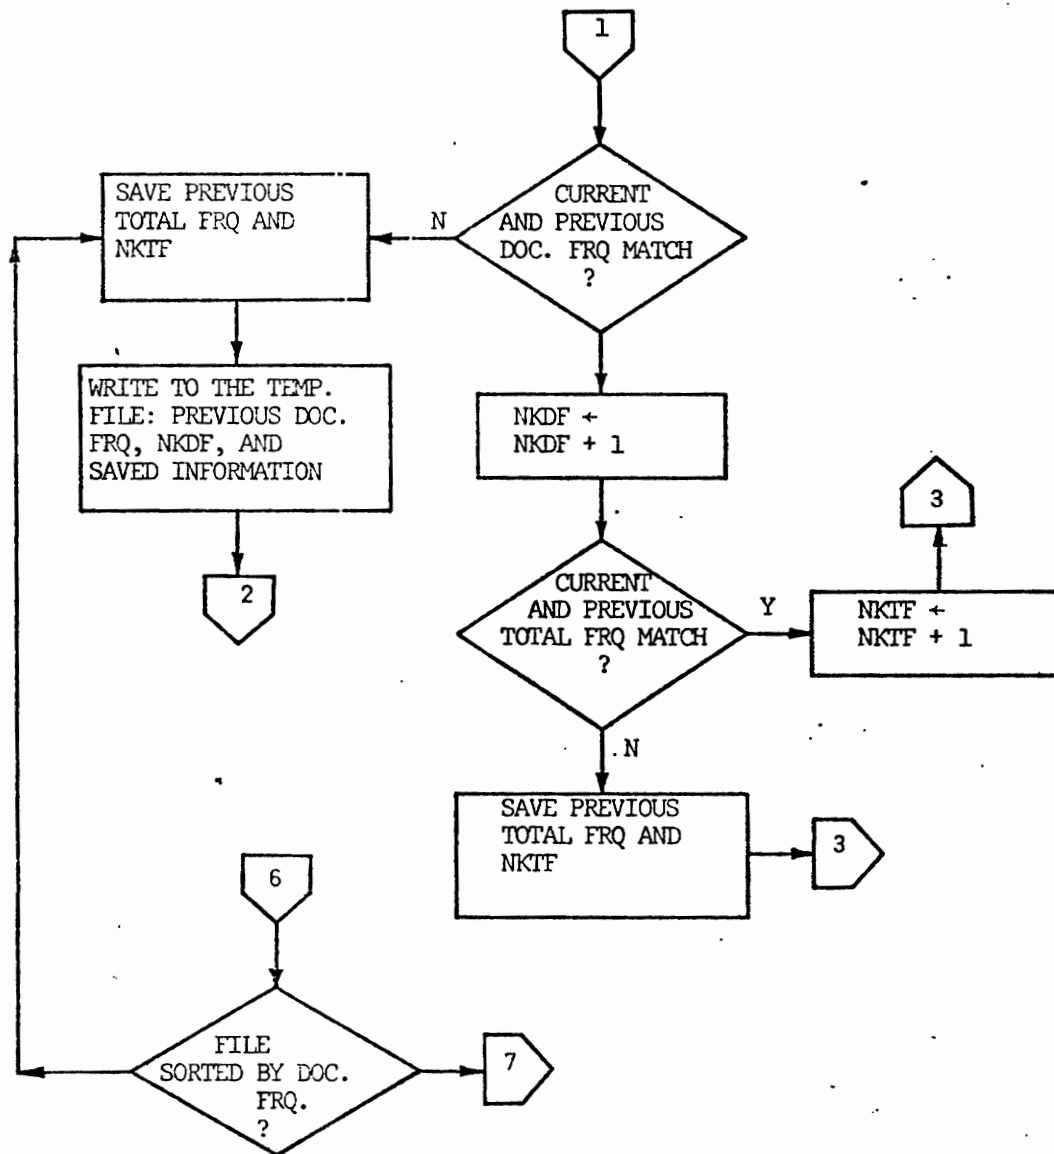 1
CURRENT
AND PREVIOUS
DOC. FRQ MATCH
?
N
SAVE PREVIOUS
TOTAL FRQ AND
NKTF
WRITE TO THE TEMP.
FILE: PREVIOUS DOC.
FRQ, NKDF, AND
SAVED INFORMATION
2
NKDF ←
NKDF + 1
CURRENT
AND PREVIOUS
TOTAL FRQ MATCH
?
Y
NKTF ←
NKTF + 1
3
N
SAVE PREVIOUS
TOTAL FRQ AND
NKTF
3
6
FILE
SORTED BY DOC.
FRQ.
?
7